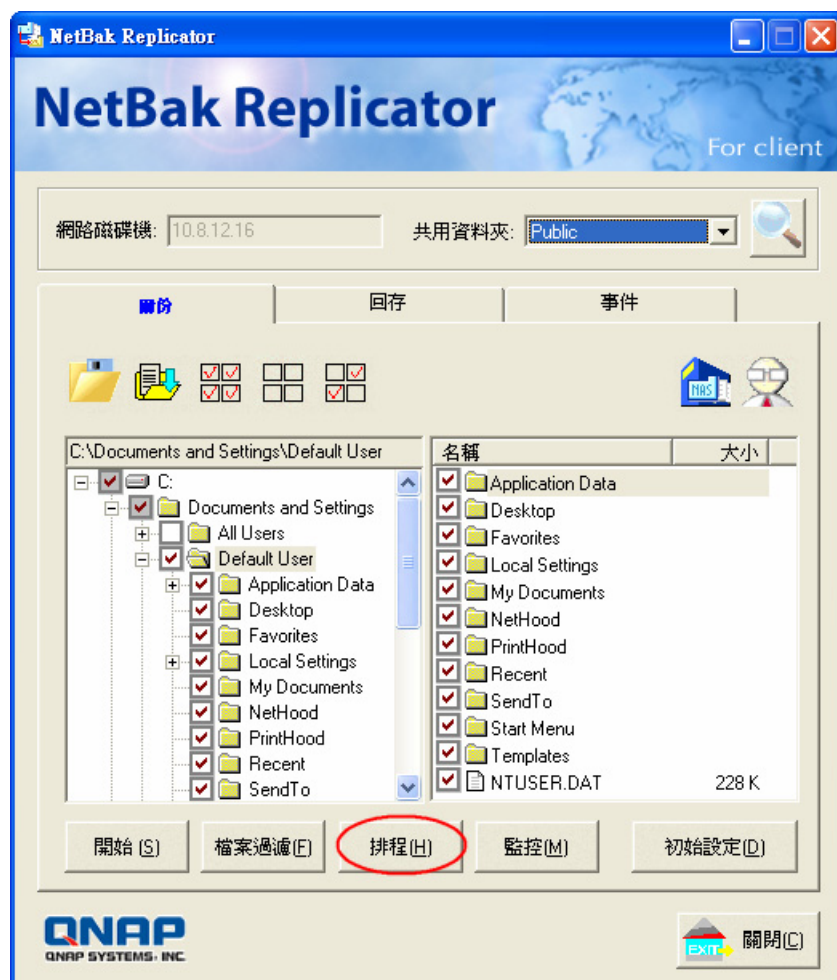 NetBak Replicator
NetBak Replicator
For client
網路磁碟機: 10.8.12.16 共用資料夾: Public
備份 回存 事件
NAS
C:\Documents and Settings\Default User
C:
Documents and Settings
All Users
Default User
Application Data
Desktop
Favorites
Local Settings
My Documents
NetHood
PrintHood
Recent
SendTo
名稱 大小
Application Data
Desktop
Favorites
Local Settings
My Documents
NetHood
PrintHood
Recent
SendTo
Start Menu
Templates
NTUSER.DAT 228 K
開始 (S) 檔案過濾(F) 排程(H) 監控(M) 初始設定(D)
QNAP
QNAP SYSTEMS, INC.
EXIT 關閉(C)